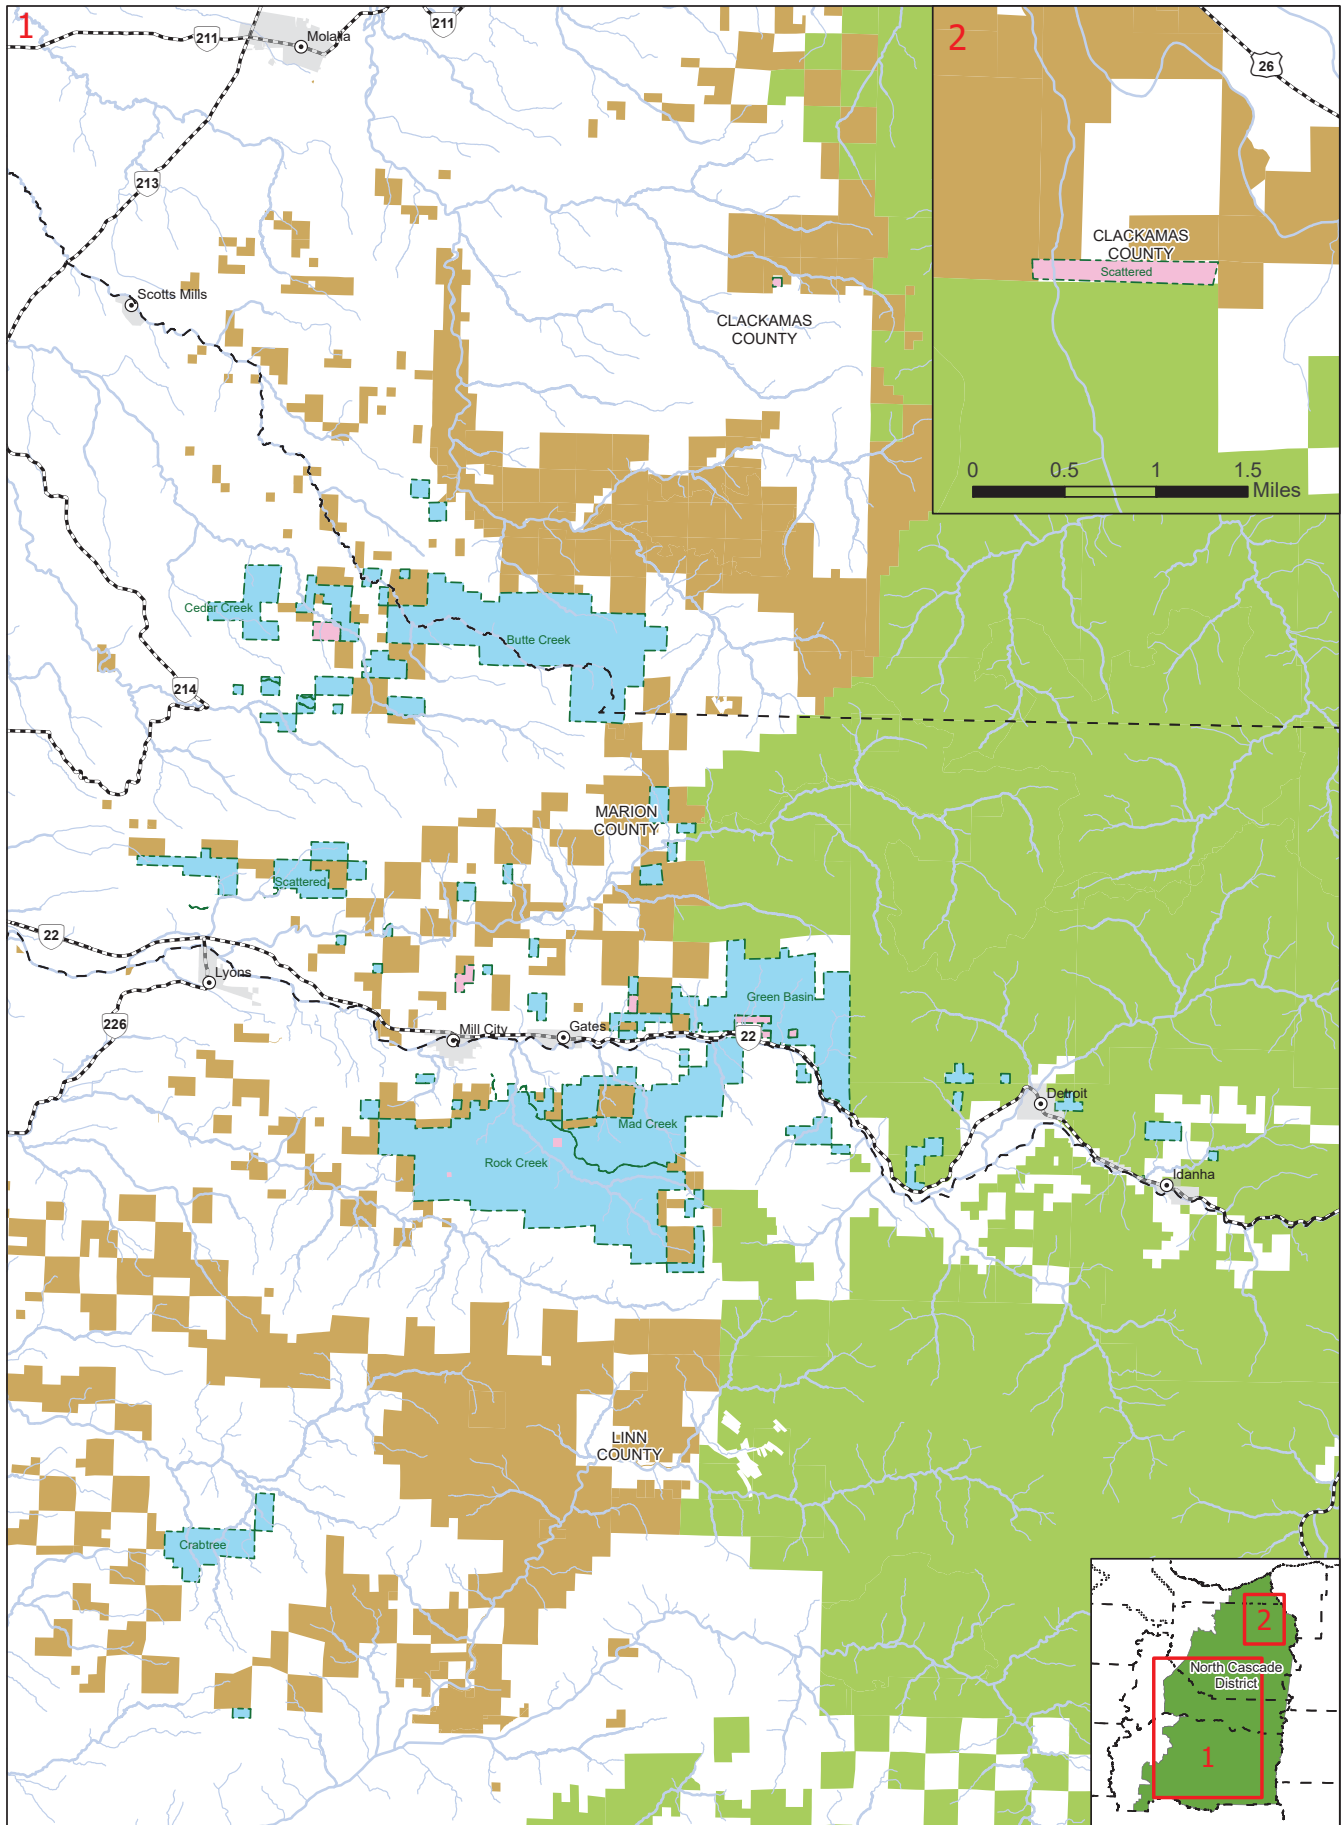 1
211
Molalla
211
2
26
213
CLACKAMAS
COUNTY
Scattered
Scotts Mills
CLACKAMAS
COUNTY
0 0.5 1 1.5
Miles
Cedar Creek
Butte Creek
214
MARION
COUNTY
Scattered
22
Lyons
Green Basin
226
Mill City
Gates
22
Detroit
Mad Creek
Rock Creek
Idanha
LINN
COUNTY
Crabtree
2
North Cascade
District
1